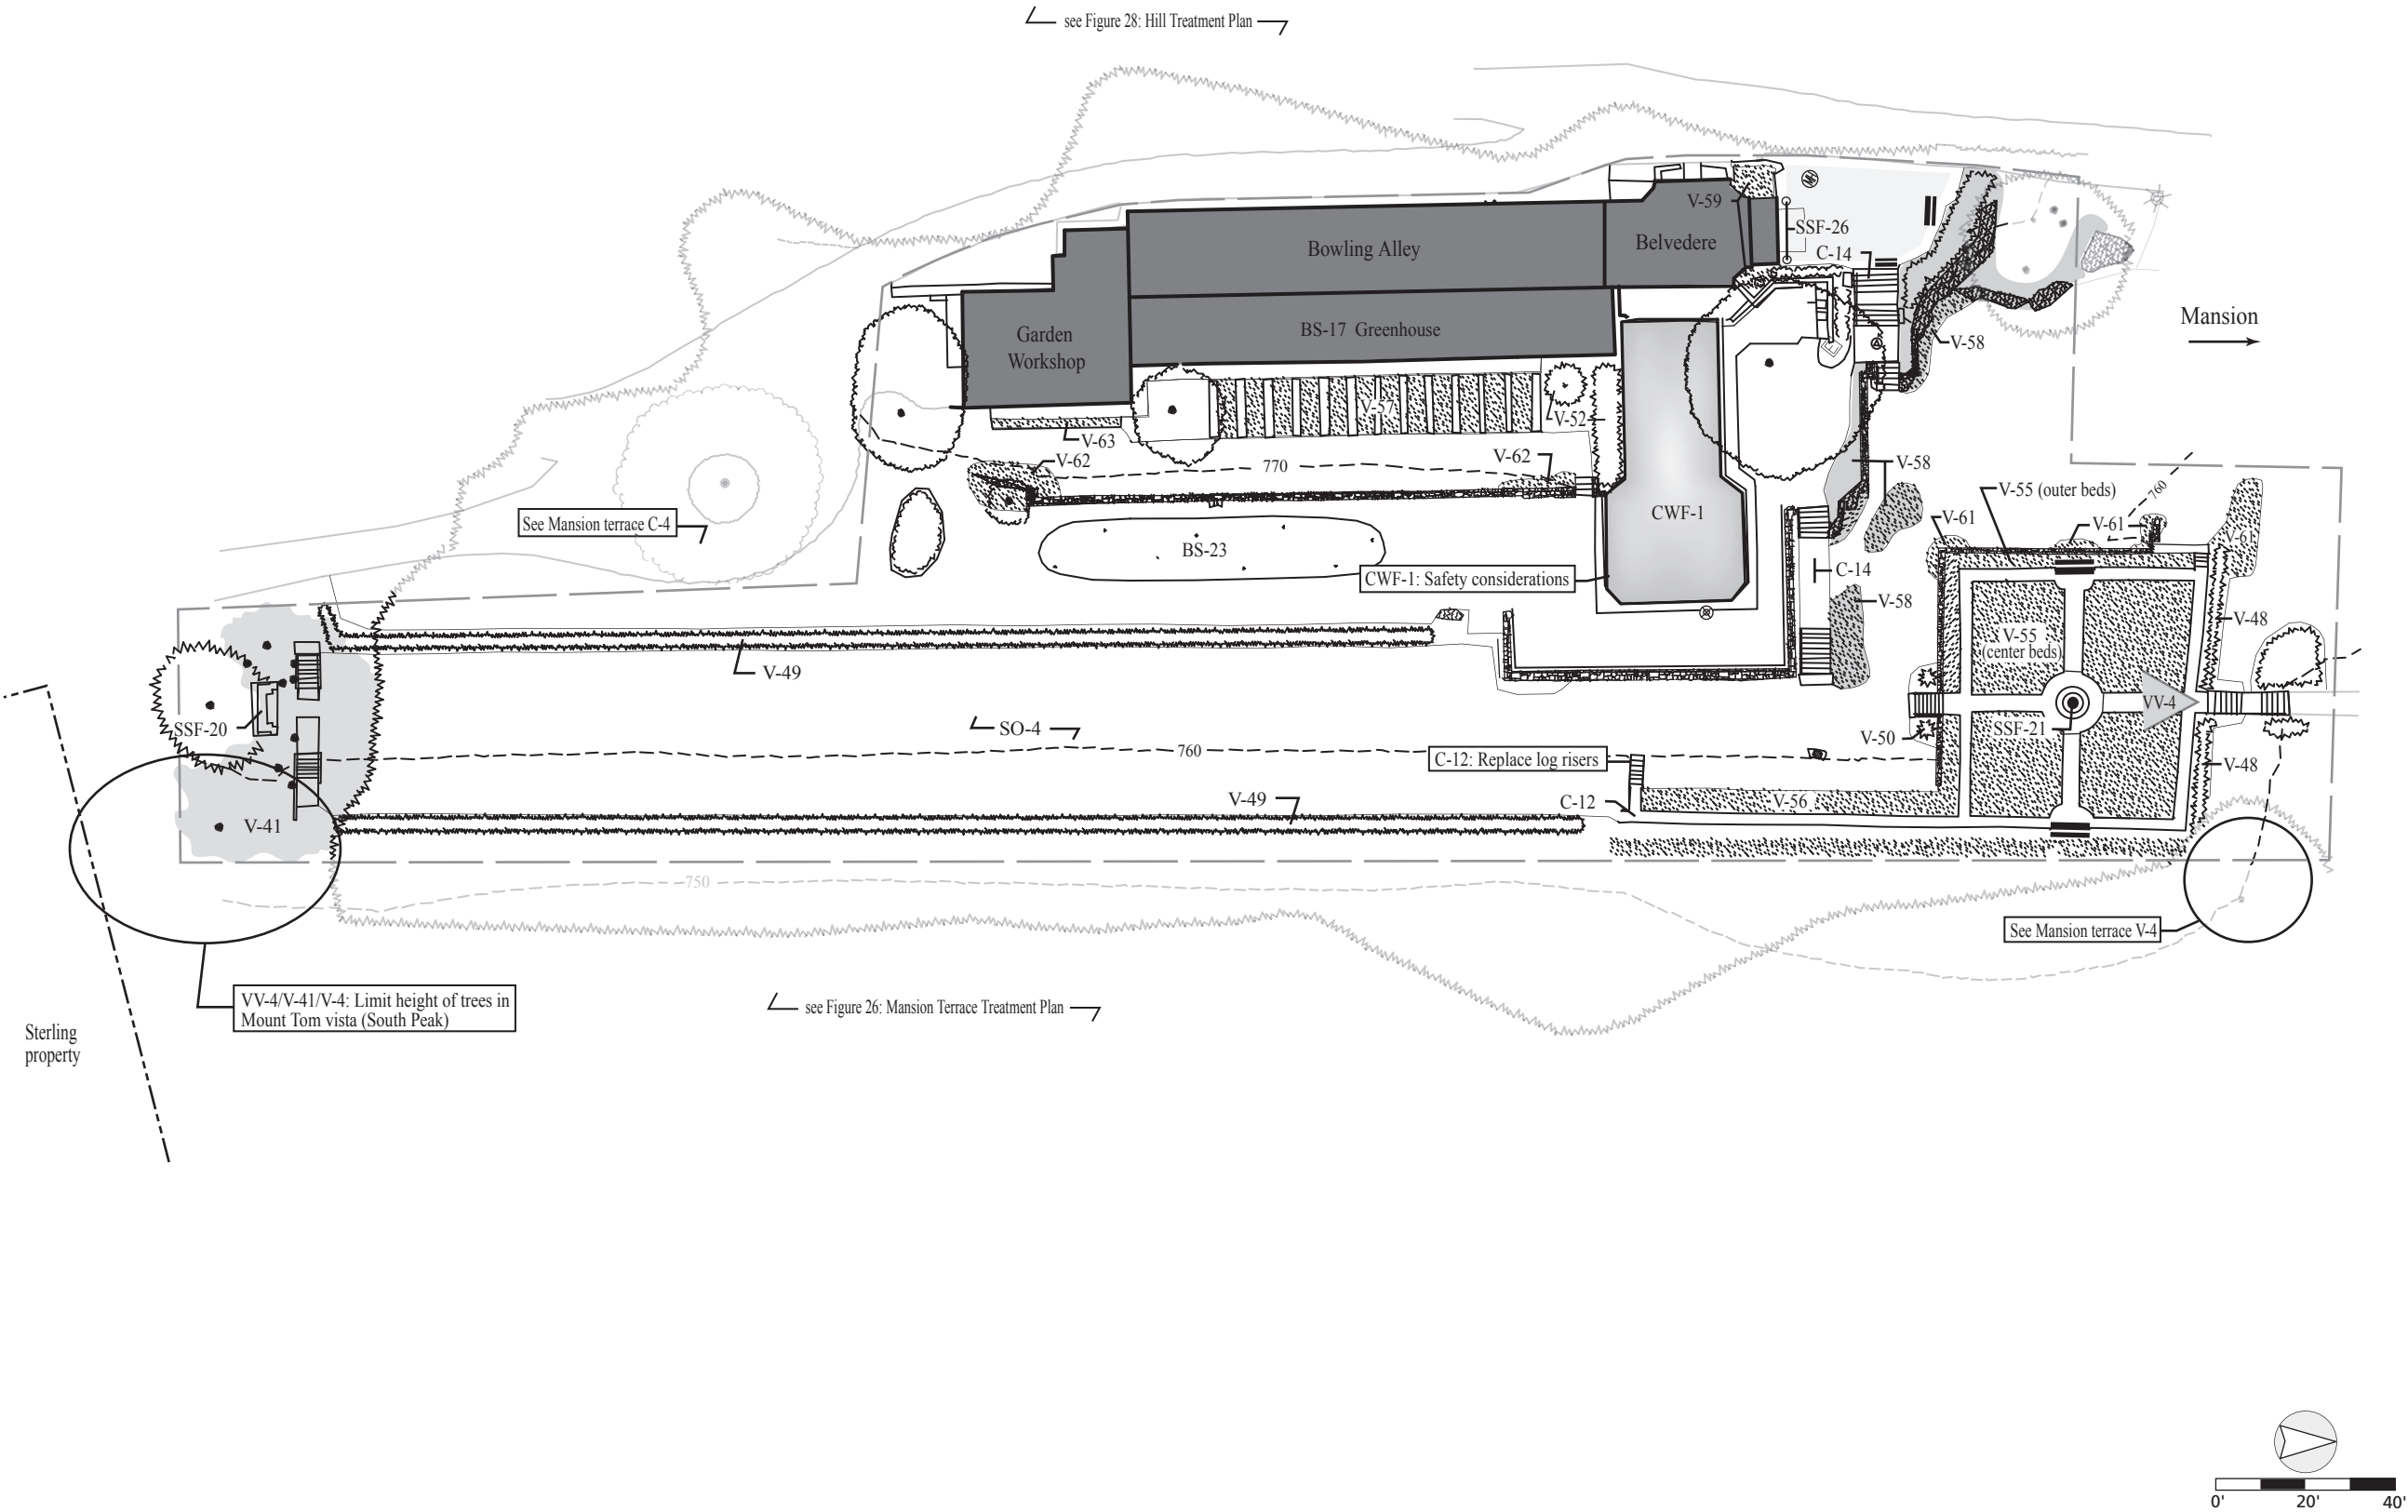 see Figure 28: Hill Treatment Plan
V-59
SSF-26
Bowling Alley
Belvedere
C-14
Mansion
Garden
Workshop
BS-17 Greenhouse
V-58
V-57
V-52
V-63
V-62
770
V-62
V-58
V-55 (outer beds)
760
See Mansion terrace C-4
CWF-1
V-61
V-61
V-61
BS-23
CWF-1: Safety considerations
C-14
V-58
V-48
V-55
(center beds)
V-49
SSF-20
SO-4
VV-4
SSF-21
V-50
760
C-12: Replace log risers
V-48
V-49
C-12
V-56
V-41
750
See Mansion terrace V-4
VV-4/V-41/V-4: Limit height of trees in
Mount Tom vista (South Peak)
see Figure 26: Mansion Terrace Treatment Plan
Sterling
property
0' 20' 40'